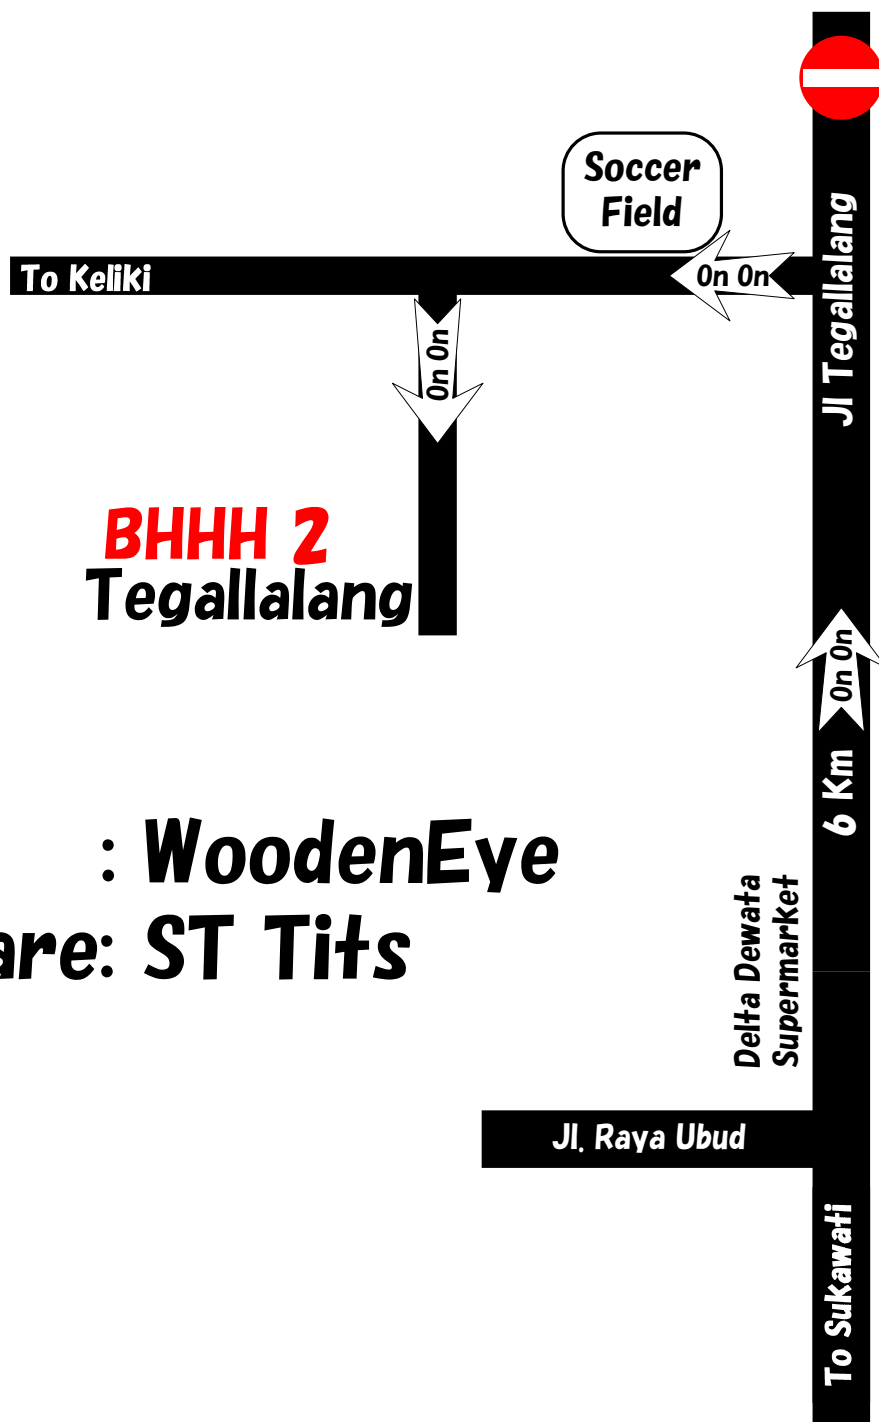 Soccer
Field
To Keliki
On On
Jl Tegallalang
On On
BHHH 2
Tegallalang
On On
6 Km
: WoodenEye
are: ST Tits
Delta Dewata
Supermarket
Jl. Raya Ubud
To Sukawati